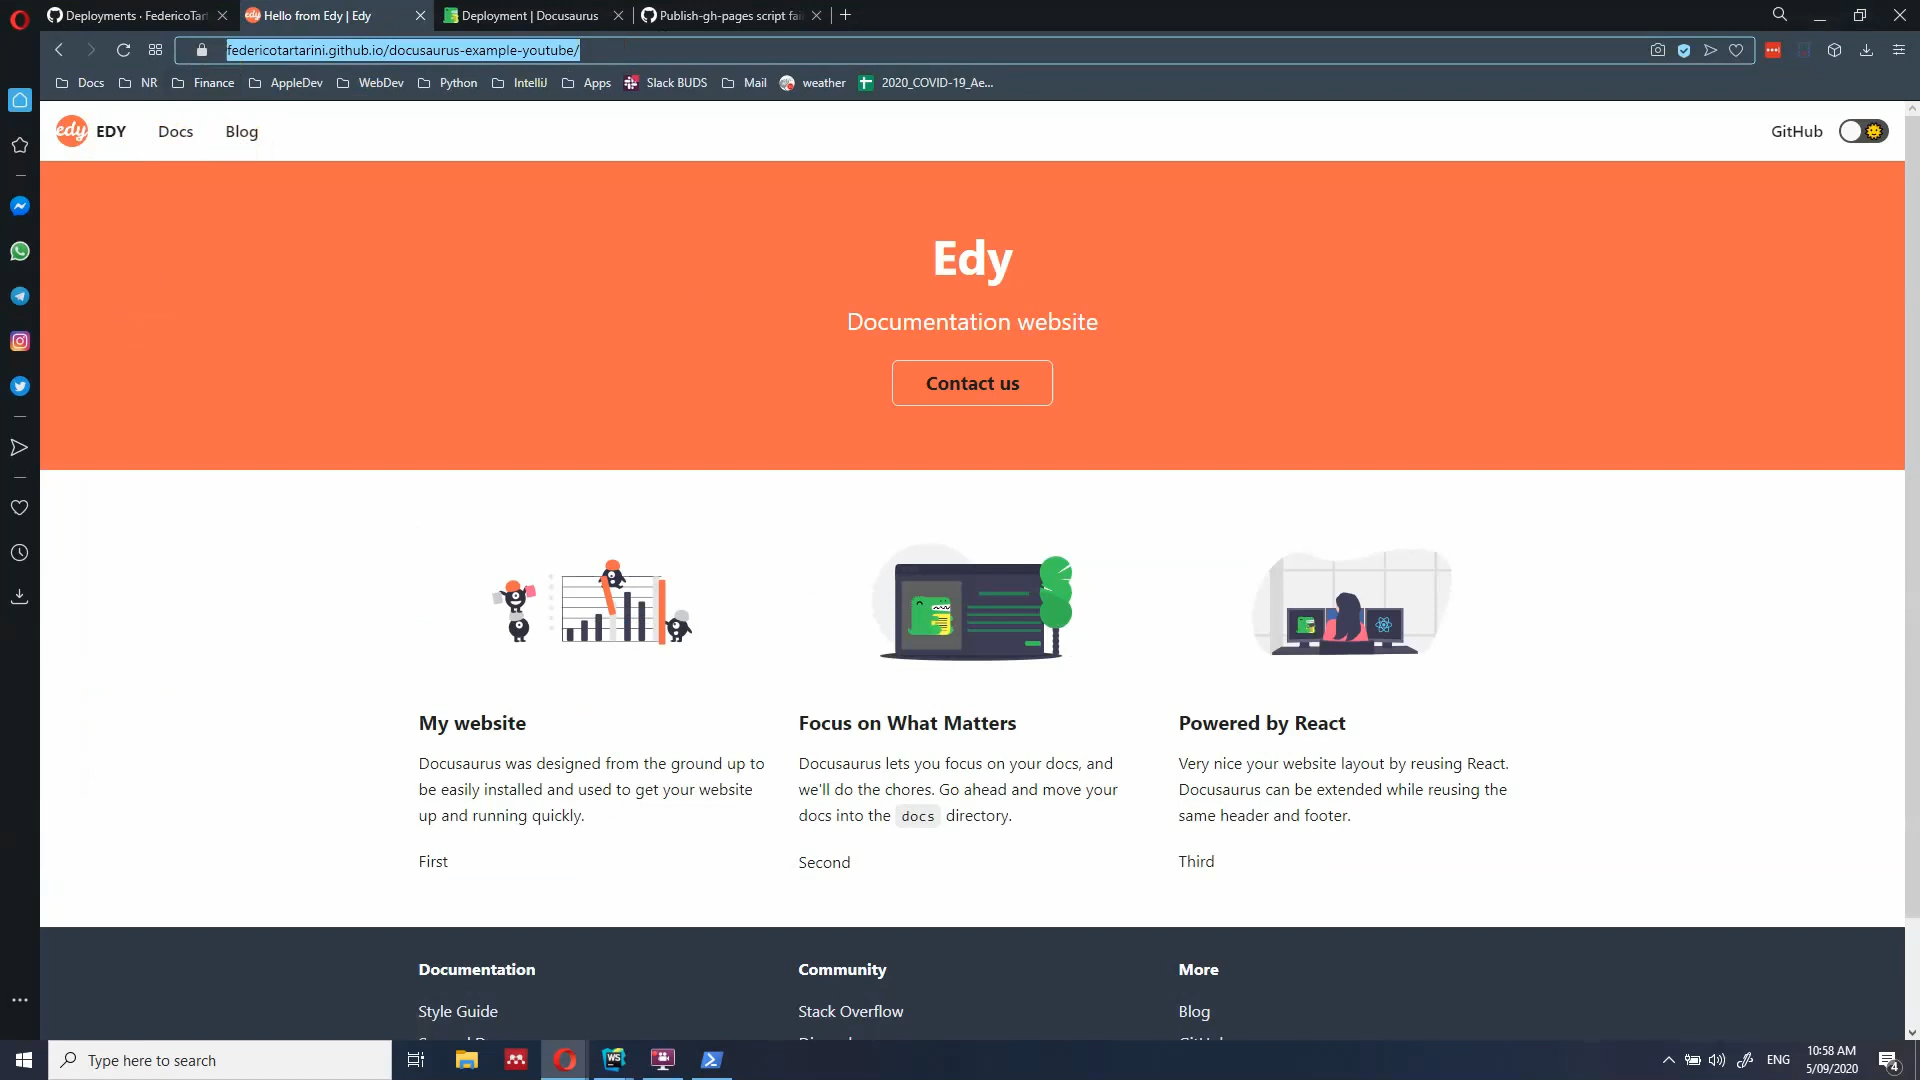 Deployments · FedericoTart
Hello from Edy | Edy
Deployment | Docusaurus
Publish-gh-pages script fai
federicotartarini.github.io/docusaurus-example-youtube/
Docs
NR
Finance
AppleDev
WebDev
Python
IntelliJ
Apps
Slack BUDS
Mail
weather
2020_COVID-19_Ae...
edy
EDY
Docs
Blog
GitHub
Edy
Documentation website
Contact us
My website
Docusaurus was designed from the ground up to
be easily installed and used to get your website
up and running quickly.
First
Focus on What Matters
Docusaurus lets you focus on your docs, and
we'll do the chores. Go ahead and move your
docs into the docs directory.
Second
Powered by React
Very nice your website layout by reusing React.
Docusaurus can be extended while reusing the
same header and footer.
Third
Documentation
Style Guide
Community
Stack Overflow
More
Blog
Type here to search
WS
ENG
10:58 AM
5/09/2020
4